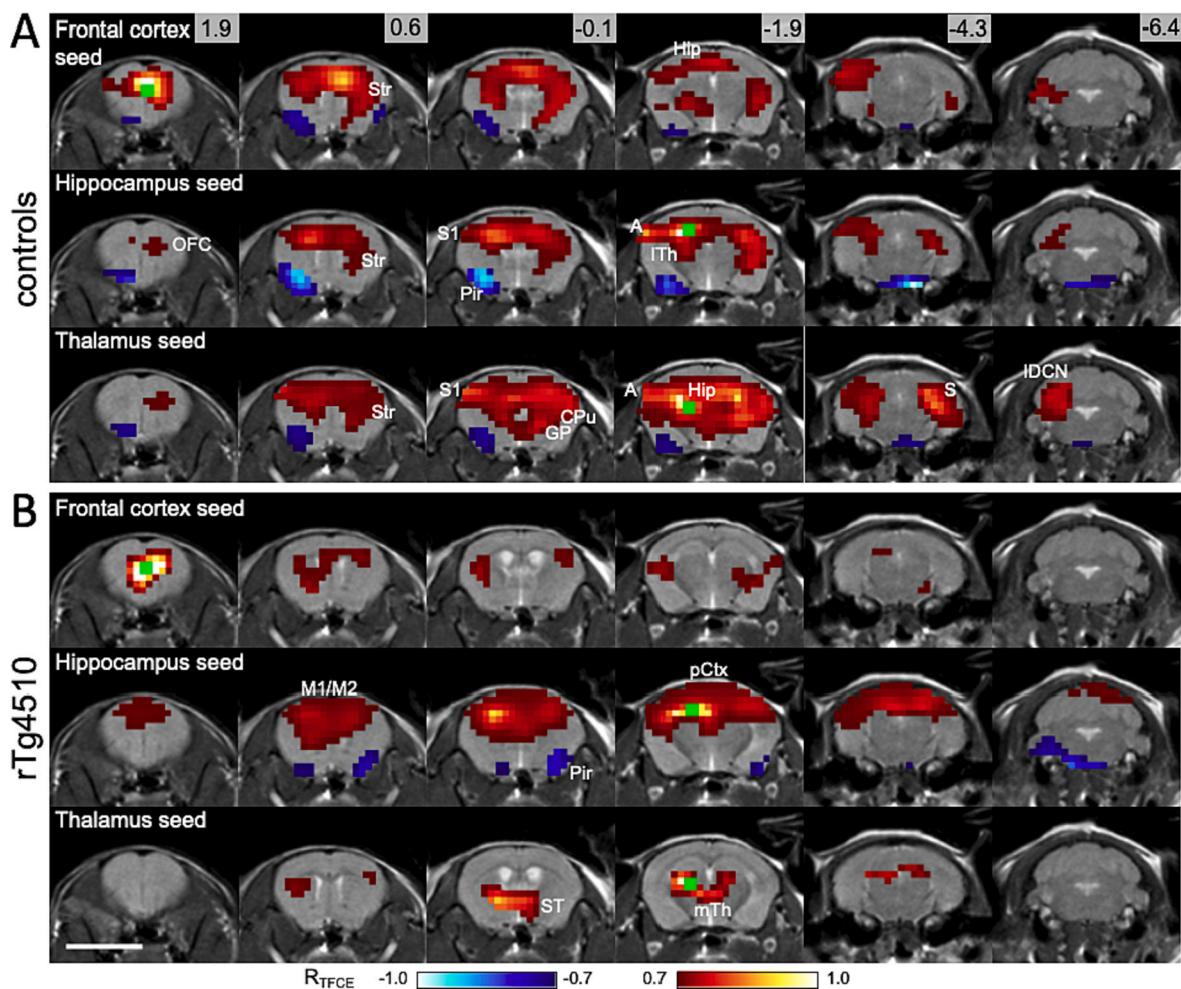 A
Frontal cortex seed
1.9
0.6
-0.1
-1.9
-4.3
-6.4
Str
Hip
controls
Hippocampus seed
OFC
Str
S1
Pir
A
lTh
Thalamus seed
Str
S1
CPu
GP
A
Hip
S
IDCN
B
Frontal cortex seed
rTg4510
Hippocampus seed
M1/M2
Pir
pCtx
Thalamus seed
ST
mTh
RTFCE -1.0 -0.7 0.7 1.0